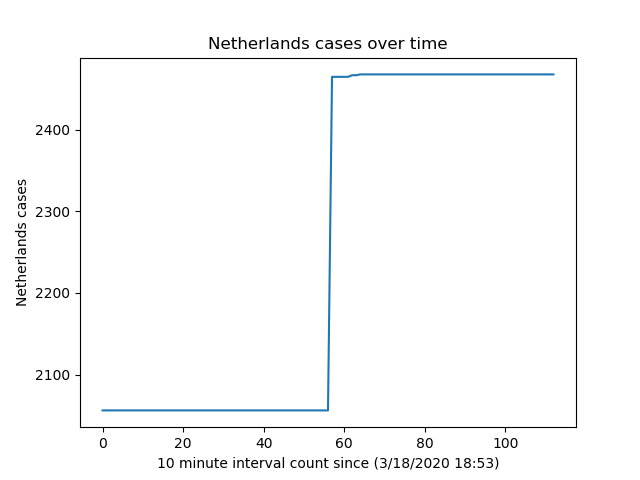 Netherlands cases over time
2400
2300
2200
2100
Netherlands cases
0 20 40 60 80 100
10 minute interval count since (3/18/2020 18:53)